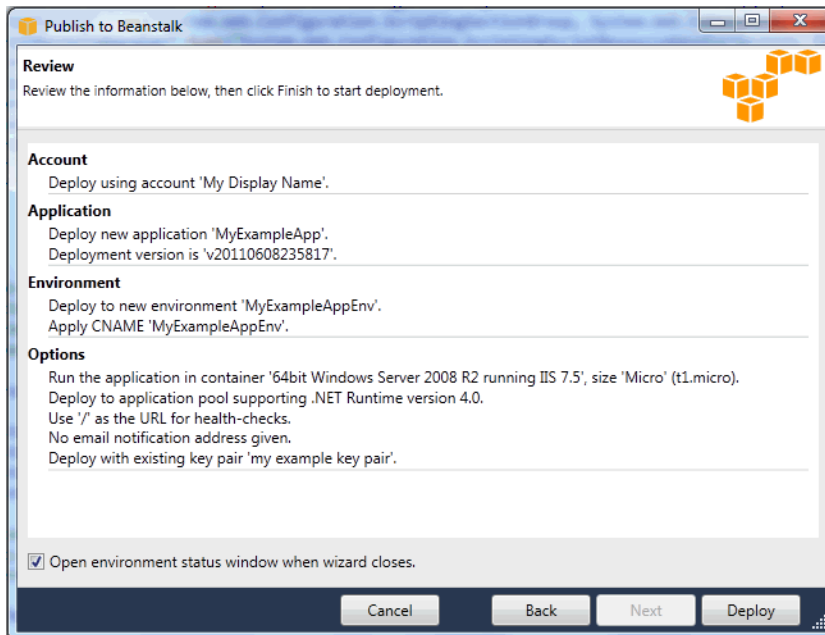 Publish to Beanstalk
Review
Review the information below, then click Finish to start deployment.
Account
Deploy using account 'My Display Name'.
Application
Deploy new application 'MyExampleApp'.
Deployment version is 'v20110608235817'.
Environment
Deploy to new environment 'MyExampleAppEnv'.
Apply CNAME 'MyExampleAppEnv'.
Options
Run the application in container '64bit Windows Server 2008 R2 running IIS 7.5', size 'Micro' (t1.micro).
Deploy to application pool supporting .NET Runtime version 4.0.
Use '/' as the URL for health-checks.
No email notification address given.
Deploy with existing key pair 'my example key pair'.
Open environment status window when wizard closes.
Cancel Back Next Deploy